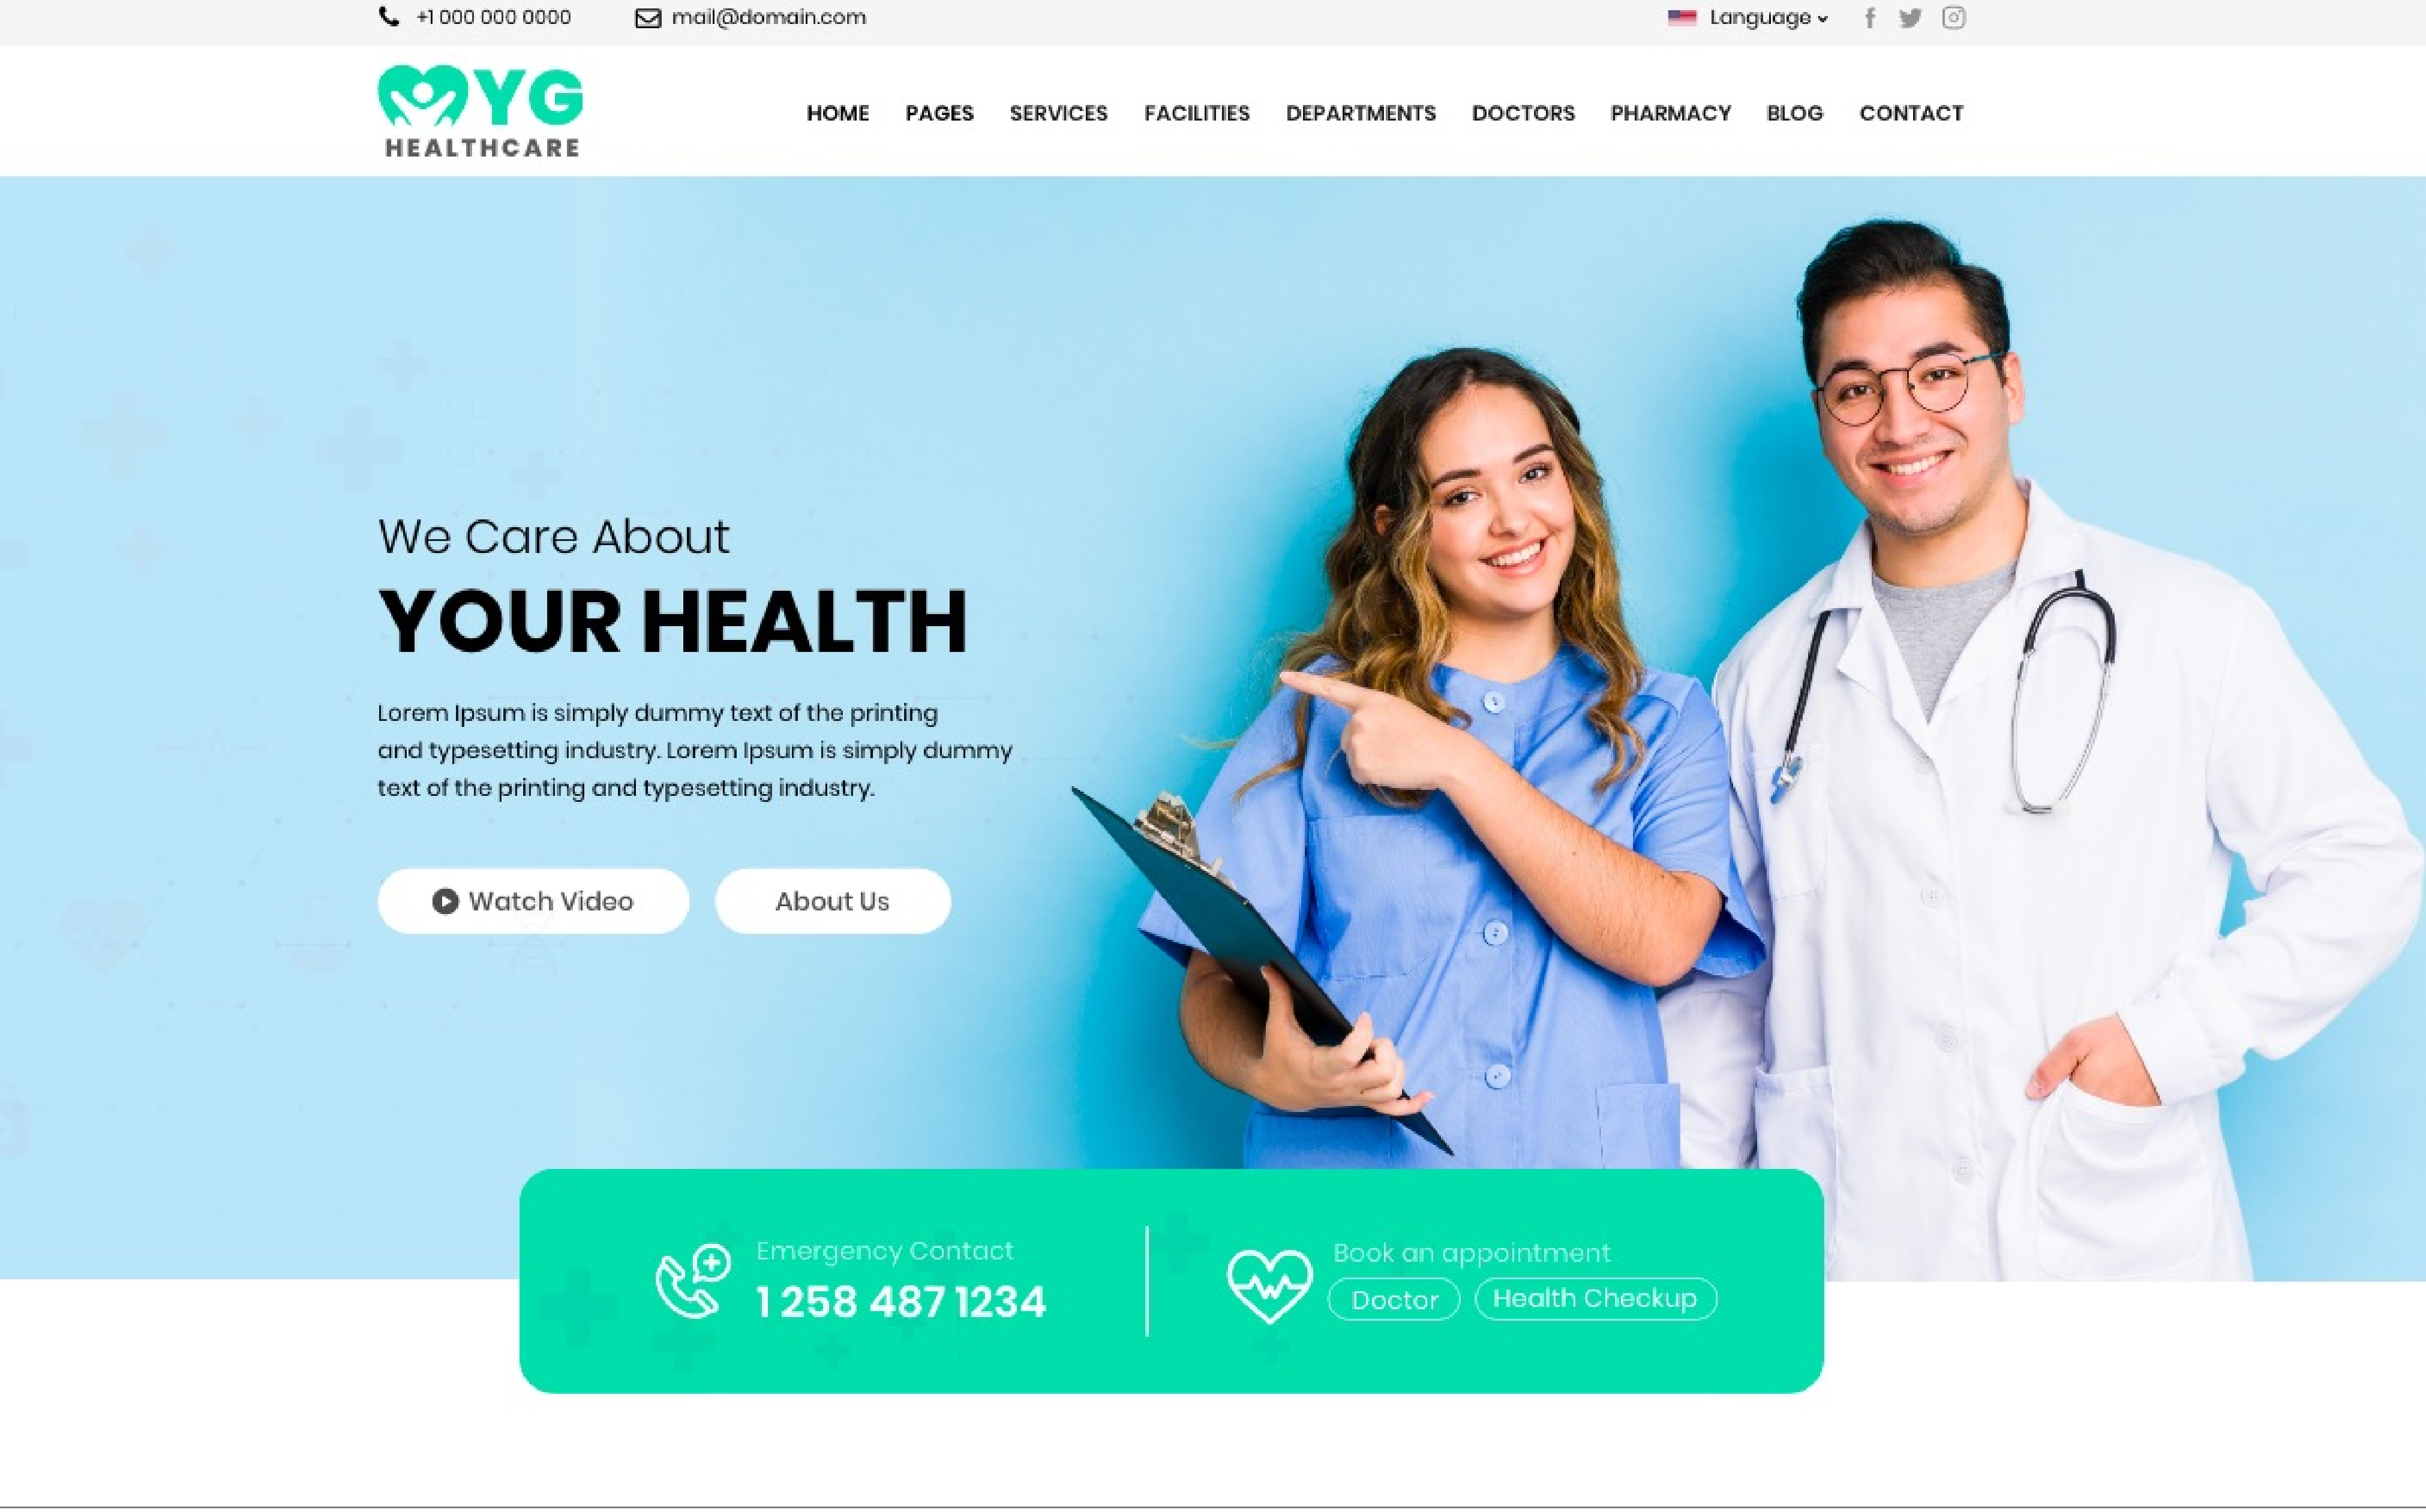 +1 000 000 0000
mail@domain.com
Language
YG
HEALTHCARE
HOME PAGES SERVICES FACILITIES DEPARTMENTS DOCTORS PHARMACY BLOG CONTACT
We Care About
YOUR HEALTH
Lorem Ipsum is simply dummy text of the printing
and typesetting industry. Lorem Ipsum is simply dummy
text of the printing and typesetting industry.
Watch Video
About Us
Emergency Contact
1 258 487 1234
Book an appointment
Doctor
Health Checkup